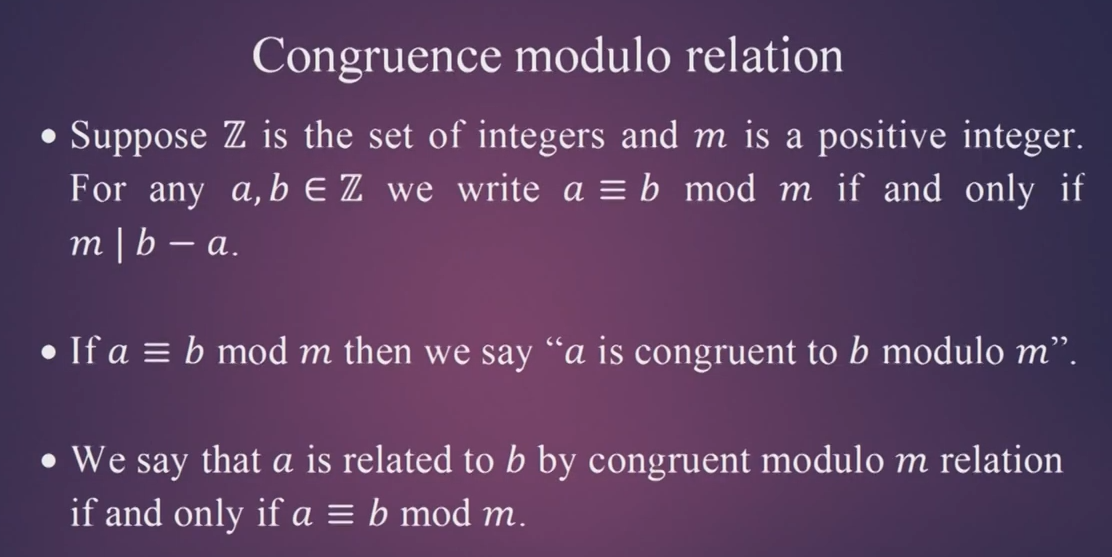 Congruence modulo relation
• Suppose ℤ is the set of integers and m is a positive integer.
For any a, b ∈ ℤ we write a ≡ b mod m if and only if
m | b − a.
• If a ≡ b mod m then we say “a is congruent to b modulo m”.
• We say that a is related to b by congruent modulo m relation
if and only if a ≡ b mod m.